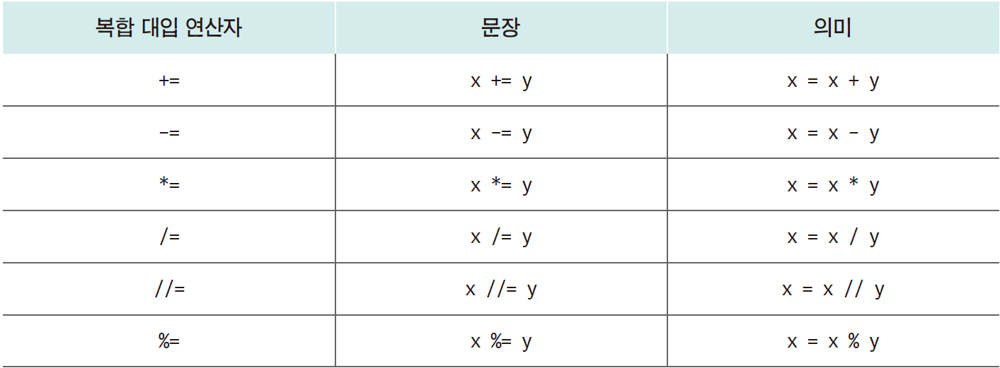 복합 대입 연산자 문장 의미
+= x += y x = x + y
-= x -= y x = x - y
*= x *= y x = x * y
/= x /= y x = x / y
//= x //= y x = x // y
%= x %= y x = x % y